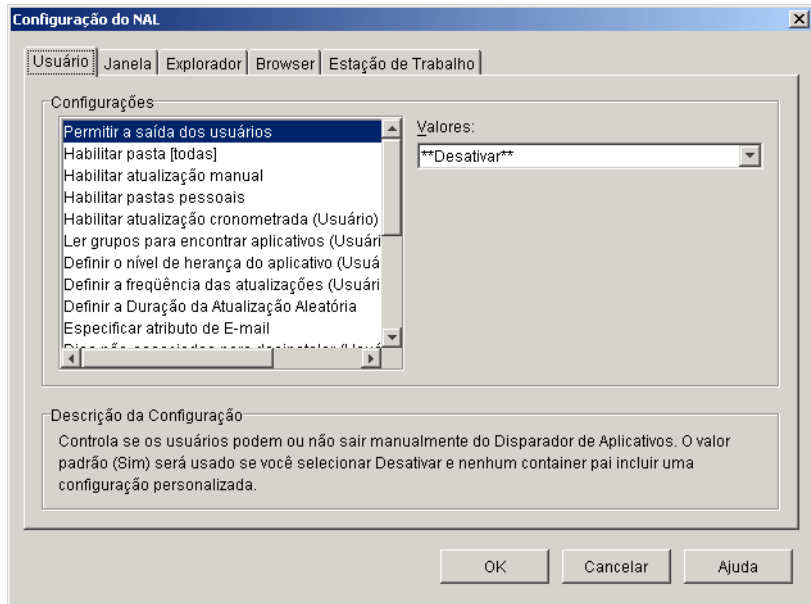 Configuração do NAL
Usuário Janela Explorador Browser Estação de Trabalho
Configurações
Permitir a saída dos usuários
Habilitar pasta [todas]
Habilitar atualização manual
Habilitar pastas pessoais
Habilitar atualização cronometrada (Usuário)
Ler grupos para encontrar aplicativos (Usuári
Definir o nível de herança do aplicativo (Usuá
Definir a freqüência das atualizações (Usuári
Definir a Duração da Atualização Aleatória
Especificar atributo de E-mail
Valores:
**Desativar**
Descrição da Configuração
Controla se os usuários podem ou não sair manualmente do Disparador de Aplicativos. O valor
padrão (Sim) será usado se você selecionar Desativar e nenhum container pai incluir uma
configuração personalizada.
OK Cancelar Ajuda